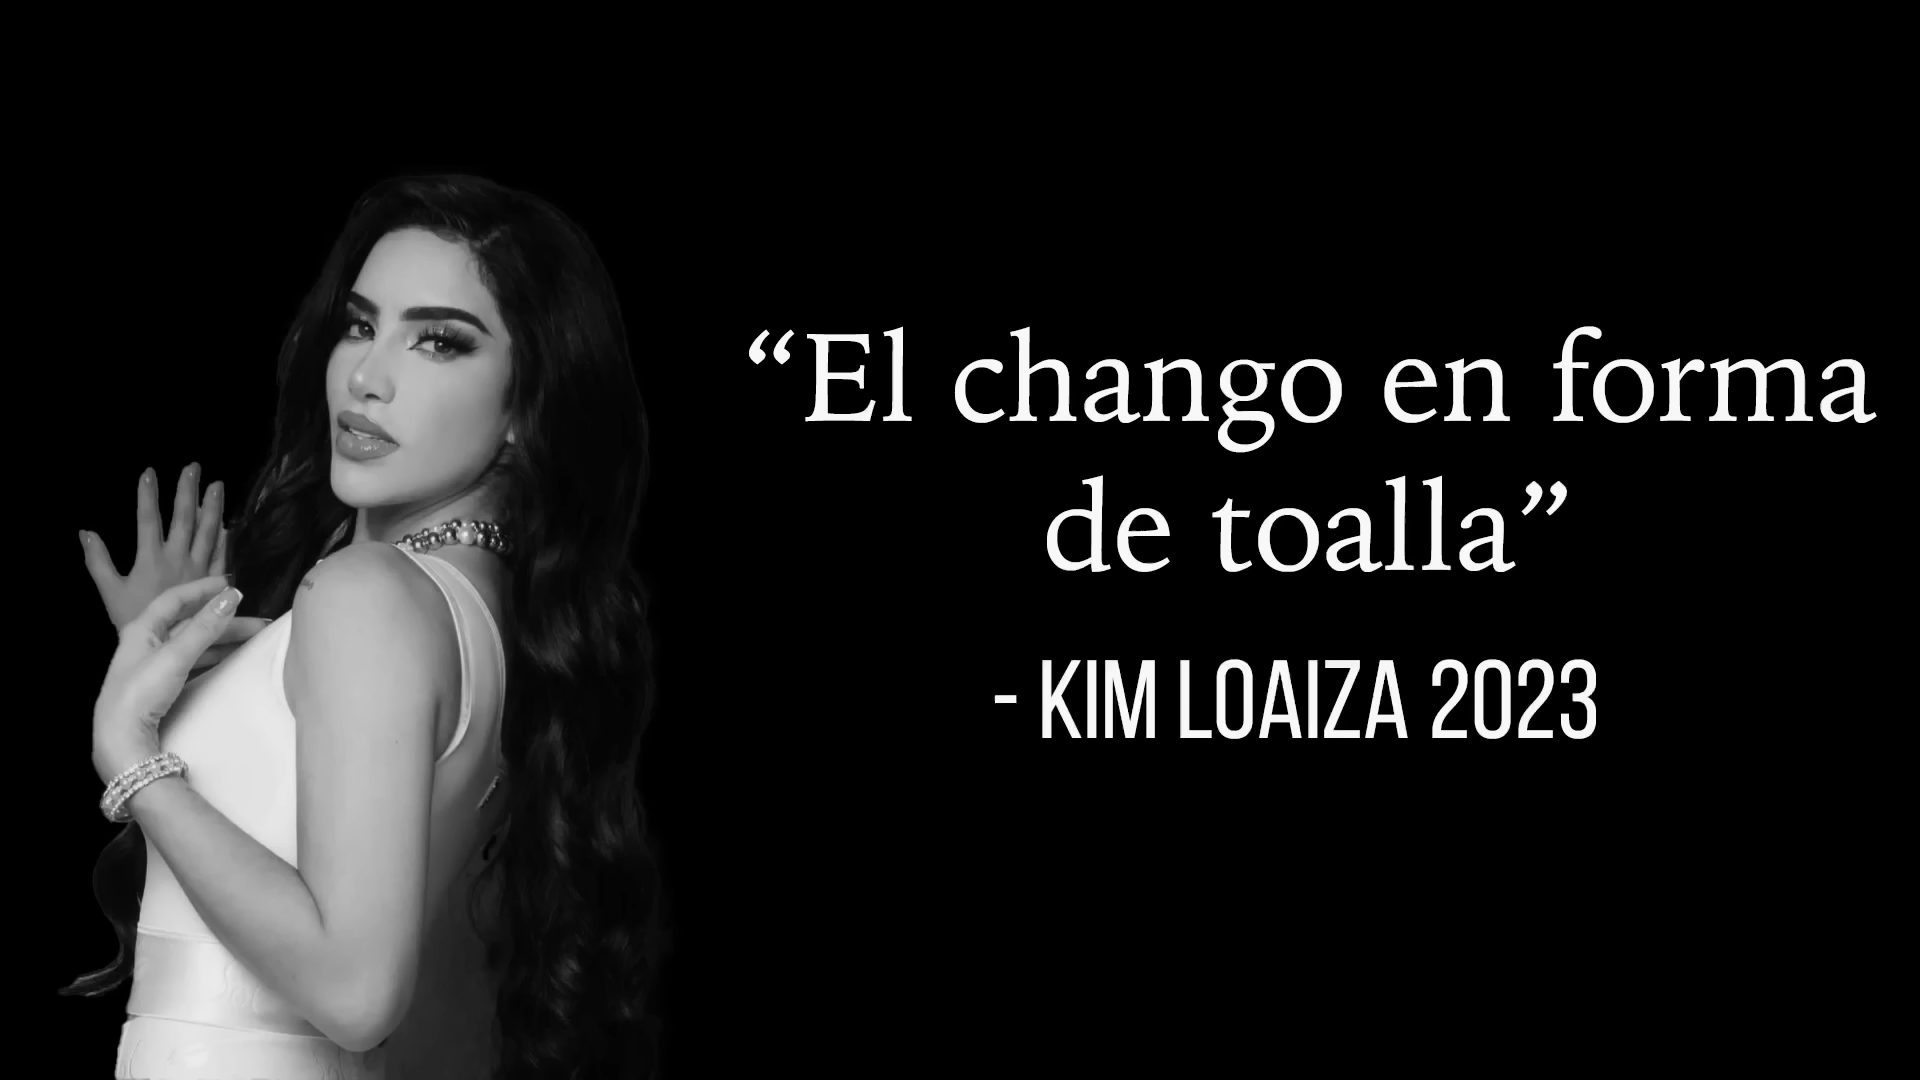 “El chango en forma
de toalla”
- KIM LOAIZA 2023